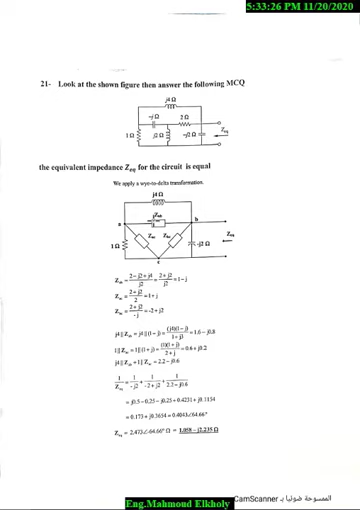 5:33:26 PM 11/20/2020
21- Look at the shown figure then answer the following MCQ
j4 Ω
-j Ω 2 Ω
1 Ω j2 Ω -j2 Ω Zeq
the equivalent impedance Zeq for the circuit is equal
We apply a wye-to-delta transformation.
j4 Ω
Zab
a b Zeq
Zac Zbc
1 Ω -j2 Ω
c
Zab = (2 - j2 + j4)/j2 = (2 + j2)/j2 = 1 - j
Zac = (2 + j2)/2 = 1 + j
Zbc = (2 + j2)/-j = -2 + j2
j4 || Zab = j4 || (1 - j) = (j4)(1 - j)/(1 + j3) = 1.6 - j0.8
1 || Zac = 1 || (1 + j) = (1)(1 + j)/(2 + j) = 0.6 + j0.2
j4 || Zab + 1 || Zac = 2.2 - j0.6
1/Zeq = 1/-j2 + 1/(-2 + j2) + 1/(2.2 - j0.6)
= j0.5 - 0.25 - j0.25 + 0.4231 + j0.1154
= 0.173 + j0.3654 = 0.4043∠64.66°
Zeq = 2.473∠-64.66° Ω = 1.058 - j2.235 Ω
الممسوحة ضوئيا بـ CamScanner
Eng.Mahmoud Elkholy